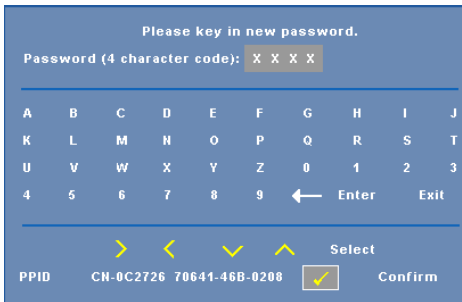 Please key in new password.
Password (4 character code): X X X X
A B C D E F G H I J
K L M N O P Q R S T
U V W X Y Z 0 1 2 3
4 5 6 7 8 9 ← Enter Exit
> < ∨ ∧ Select
PPID CN-0C2726 70641-46B-0208 ✓ Confirm